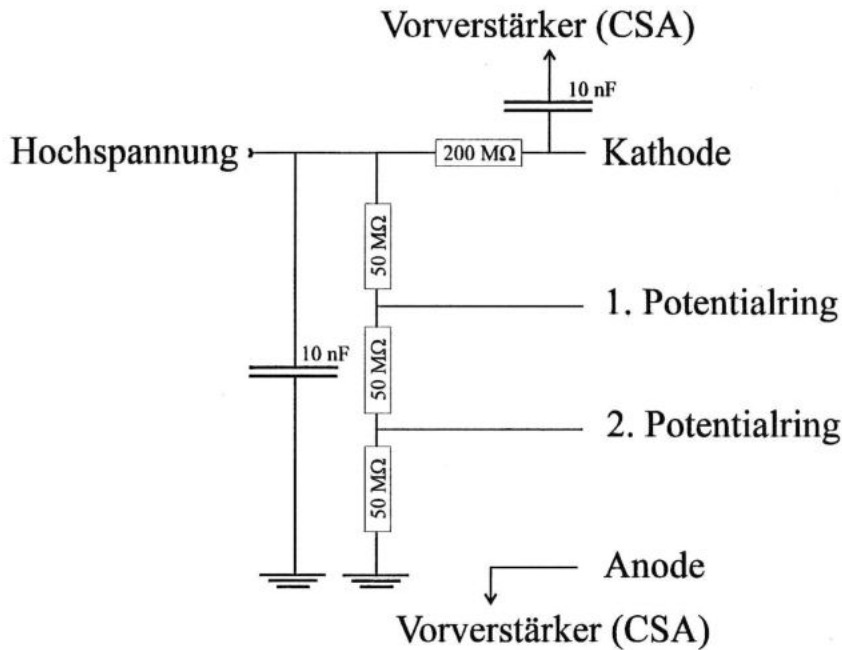 Vorverstärker (CSA)
10 nF
Hochspannung
200 MΩ
Kathode
50 MΩ
1. Potentialring
10 nF
50 MΩ
2. Potentialring
50 MΩ
Anode
Vorverstärker (CSA)